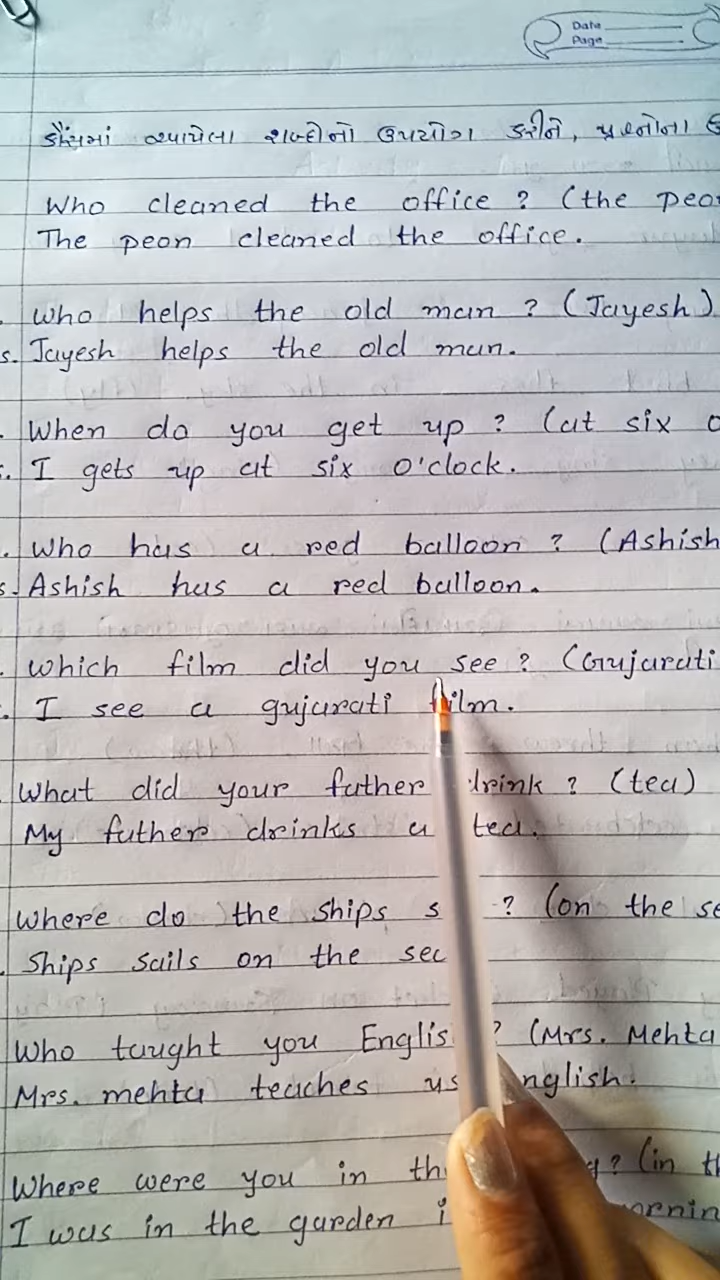 Date
Page
કૌંસમાં આપેલા શબ્દોનો ઉપયોગ કરીને, પ્રશ્નોના
Who cleaned the office ? (the peon
The peon cleaned the office.
Who helps the old man ? (Jayesh)
s. Jayesh helps the old man.
When do you get up ? (at six o
s. I gets up at six o'clock.
Who has a red balloon ? (Ashish
s. Ashish has a red balloon.
Which film did you see ? (Gujarati
I see a gujarati film.
What did your father drink ? (tea)
My father drinks a tea.
Where do the ships s ? (on the se
Ships sails on the sea
Who taught you English ? (Mrs. Mehta
Mrs. mehta teaches us English.
Where were you in the ? (in th
I was in the garden i mornin